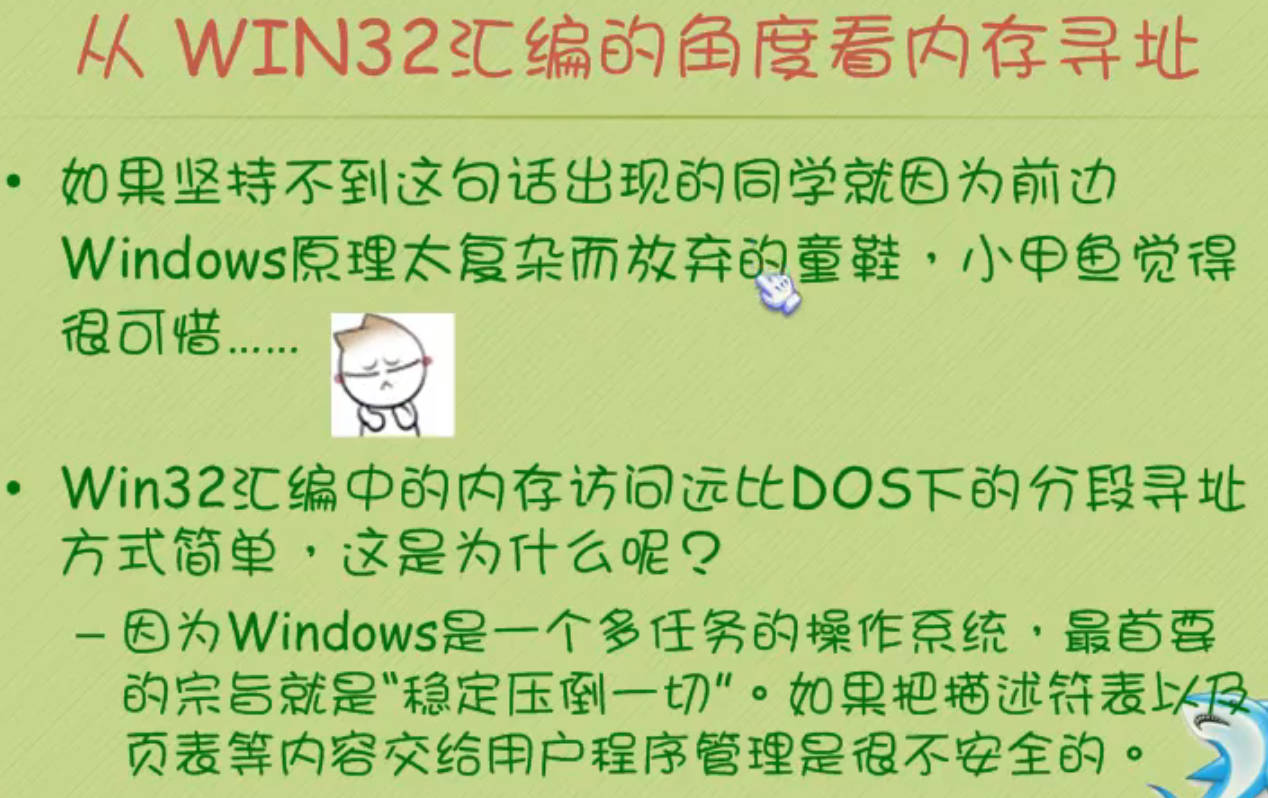 从 WIN32汇编的角度看内存寻址
• 如果坚持不到这句话出现的同学就因为前边
Windows原理太复杂而放弃的童鞋，小甲鱼觉得
很可惜……
• Win32汇编中的内存访问远比DOS下的分段寻址
方式简单，这是为什么呢？
– 因为Windows是一个多任务的操作系统，最首要
的宗旨就是“稳定压倒一切”。如果把描述符表以及
页表等内容交给用户程序管理是很不安全的。